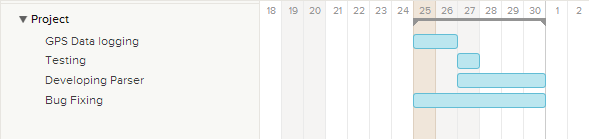 Project 18 19 20 21 22 23 24 25 26 27 28 29 30 1 2
GPS Data logging
Testing
Developing Parser
Bug Fixing